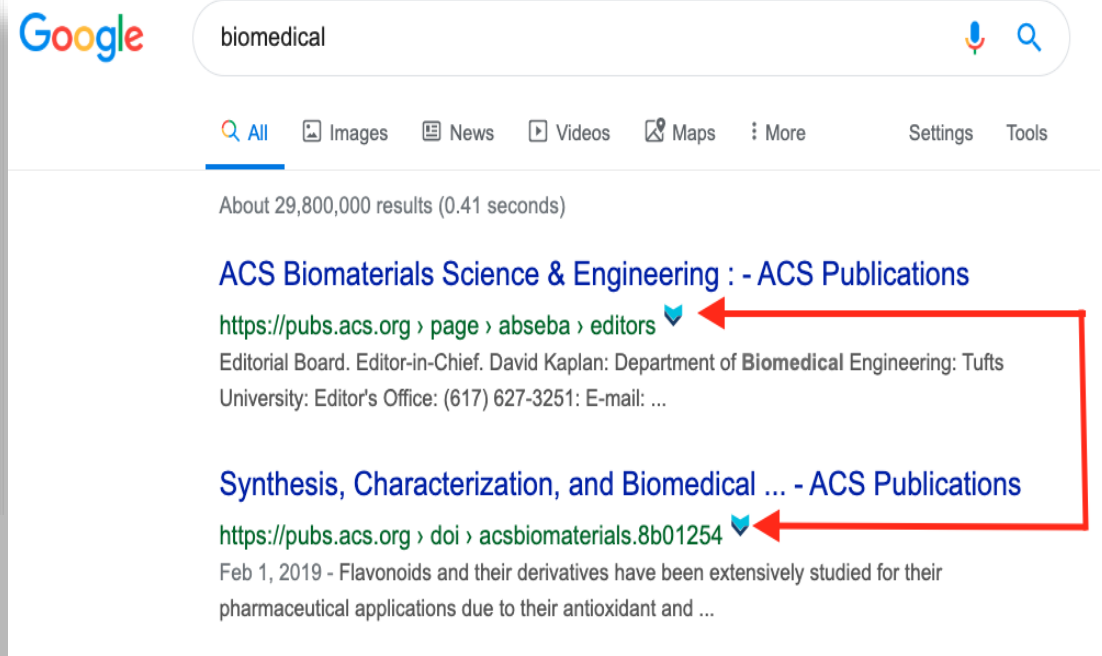 Google
biomedical
All Images News Videos Maps More Settings Tools
About 29,800,000 results (0.41 seconds)
ACS Biomaterials Science & Engineering : - ACS Publications
https://pubs.acs.org › page › abseba › editors
Editorial Board. Editor-in-Chief. David Kaplan: Department of Biomedical Engineering: Tufts
University: Editor's Office: (617) 627-3251: E-mail: ...
Synthesis, Characterization, and Biomedical ... - ACS Publications
https://pubs.acs.org › doi › acsbiomaterials.8b01254
Feb 1, 2019 - Flavonoids and their derivatives have been extensively studied for their
pharmaceutical applications due to their antioxidant and ...